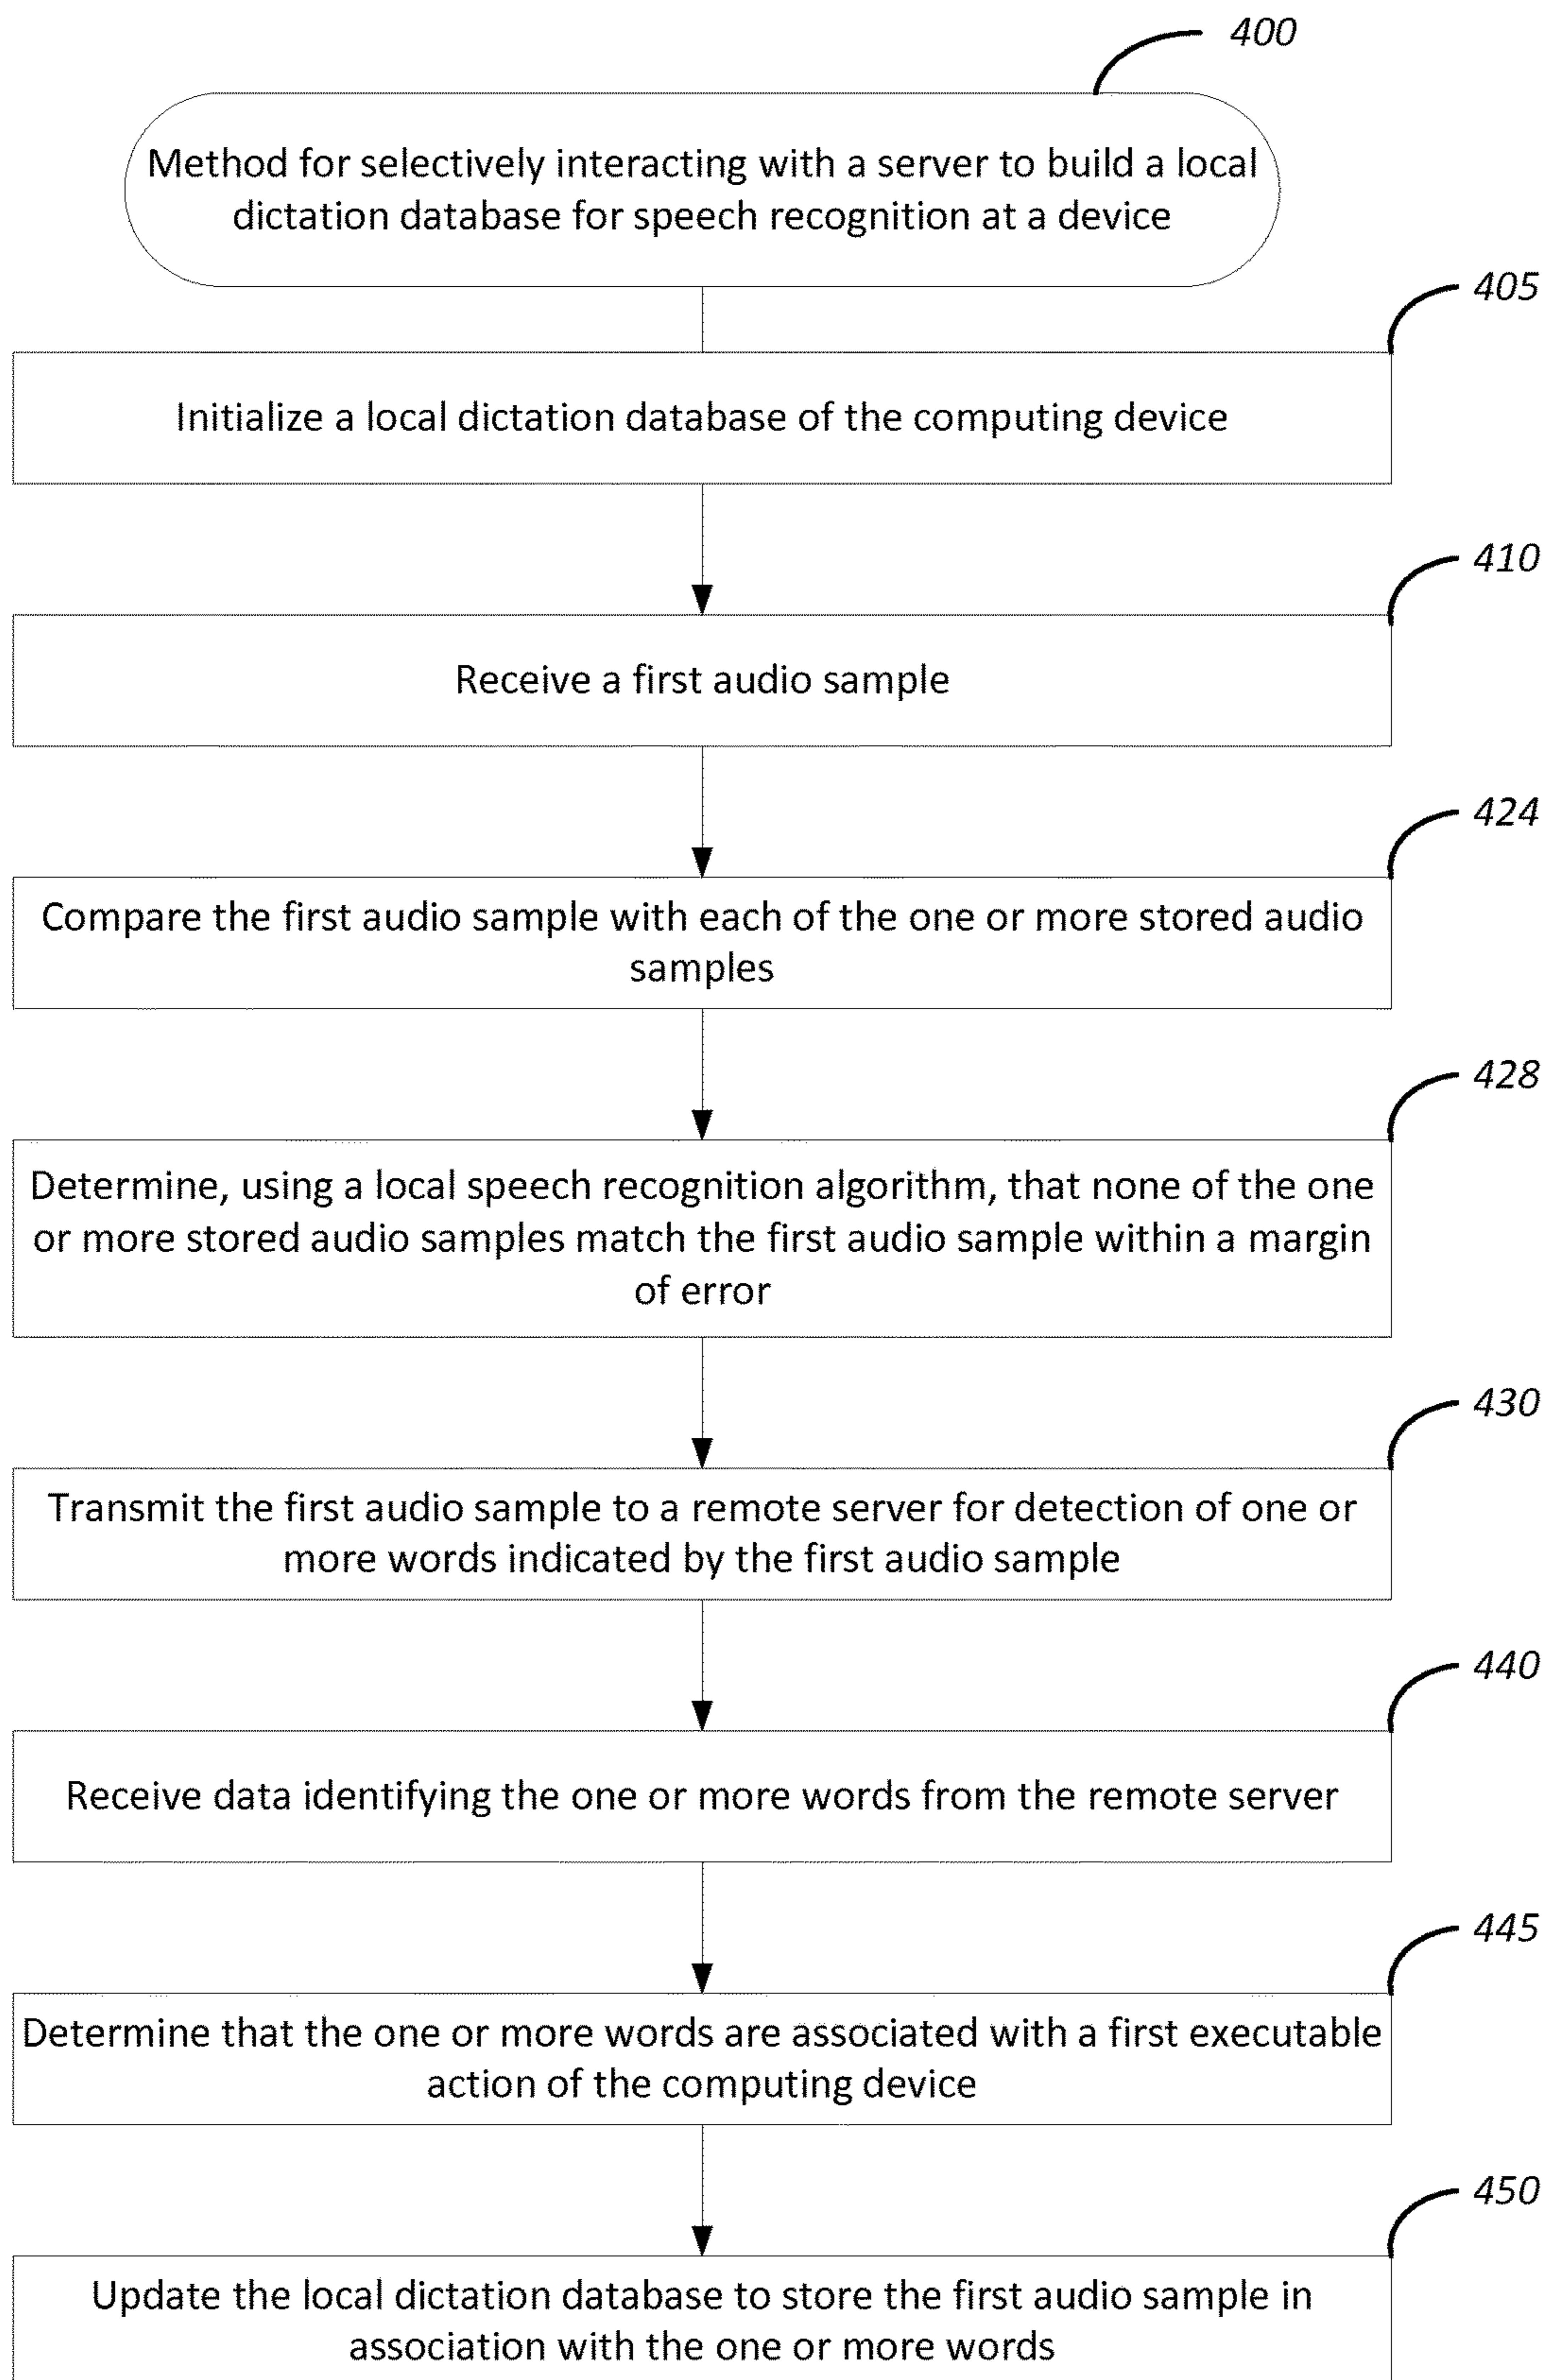 400
Method for selectively interacting with a server to build a local
dictation database for speech recognition at a device
405
Initialize a local dictation database of the computing device
410
Receive a first audio sample
424
Compare the first audio sample with each of the one or more stored audio
samples
428
Determine, using a local speech recognition algorithm, that none of the one
or more stored audio samples match the first audio sample within a margin
of error
430
Transmit the first audio sample to a remote server for detection of one or
more words indicated by the first audio sample
440
Receive data identifying the one or more words from the remote server
445
Determine that the one or more words are associated with a first executable
action of the computing device
450
Update the local dictation database to store the first audio sample in
association with the one or more words